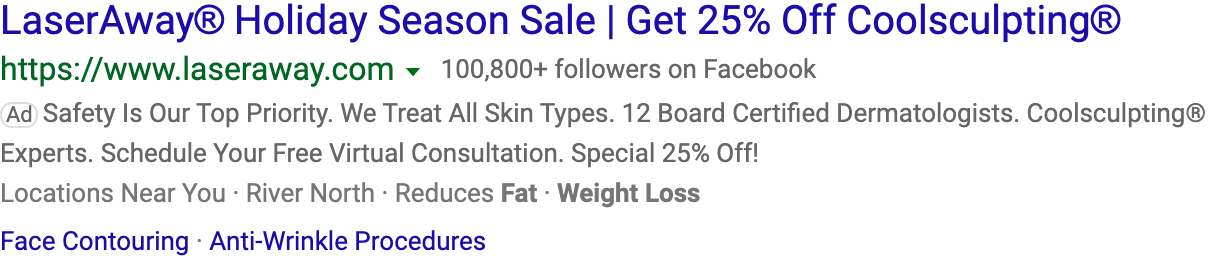 LaserAway® Holiday Season Sale | Get 25% Off Coolsculpting®
https://www.laseraway.com 100,800+ followers on Facebook
Ad Safety Is Our Top Priority. We Treat All Skin Types. 12 Board Certified Dermatologists. Coolsculpting®
Experts. Schedule Your Free Virtual Consultation. Special 25% Off!
Locations Near You · River North · Reduces Fat · Weight Loss
Face Contouring · Anti-Wrinkle Procedures